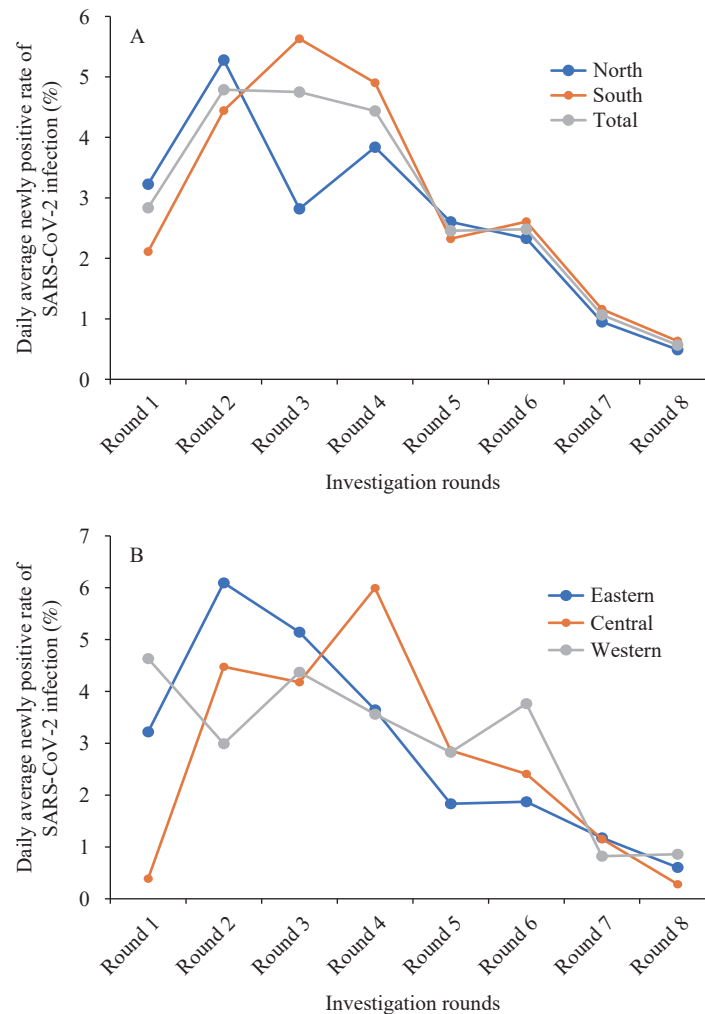 A
Daily average newly positive rate of
SARS-CoV-2 infection (%)
6
5
4
3
2
1
0
North
South
Total
Round 1
Round 2
Round 3
Round 4
Round 5
Round 6
Round 7
Round 8
Investigation rounds
B
Daily average newly positive rate of
SARS-CoV-2 infection (%)
7
6
5
4
3
2
1
0
Eastern
Central
Western
Round 1
Round 2
Round 3
Round 4
Round 5
Round 6
Round 7
Round 8
Investigation rounds